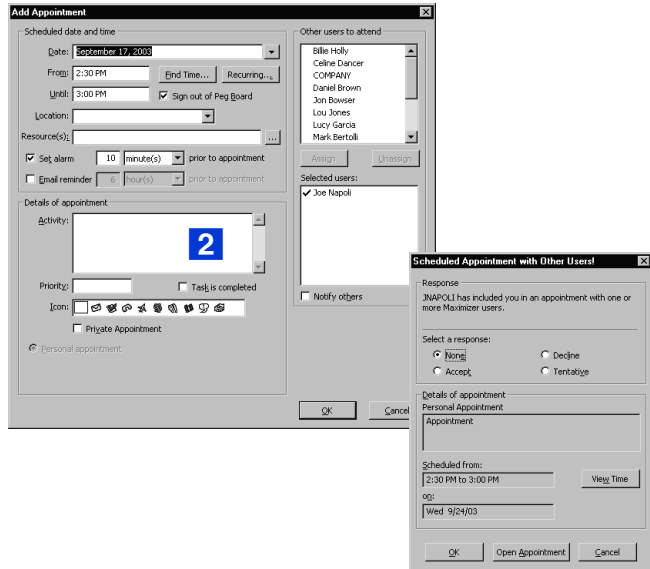 Add Appointment
Scheduled date and time
Date: September 17, 2003
From: 2:30 PM Find Time... Recurring...
Until: 3:00 PM Sign out of Peg Board
Location:
Resource(s): ...
Set alarm 10 minute(s) prior to appointment
Email reminder 6 hour(s) prior to appointment
Details of appointment
Activity:
2
Priority: Task is completed
Icon:
Private Appointment
Personal appointment
Other users to attend
Billie Holly
Celine Dancer
COMPANY
Daniel Brown
Jon Bowser
Lou Jones
Lucy Garcia
Mark Bertolli
Assign Unassign
Selected users:
Joe Napoli
Notify others
OK Cancel
Scheduled Appointment with Other Users!
Response
JNAPOLI has included you in an appointment with one or
more Maximizer users.
Select a response:
None Decline
Accept Tentative
Details of appointment
Personal Appointment
Appointment
Scheduled from:
2:30 PM to 3:00 PM View Time
on:
Wed 9/24/03
OK Open Appointment Cancel